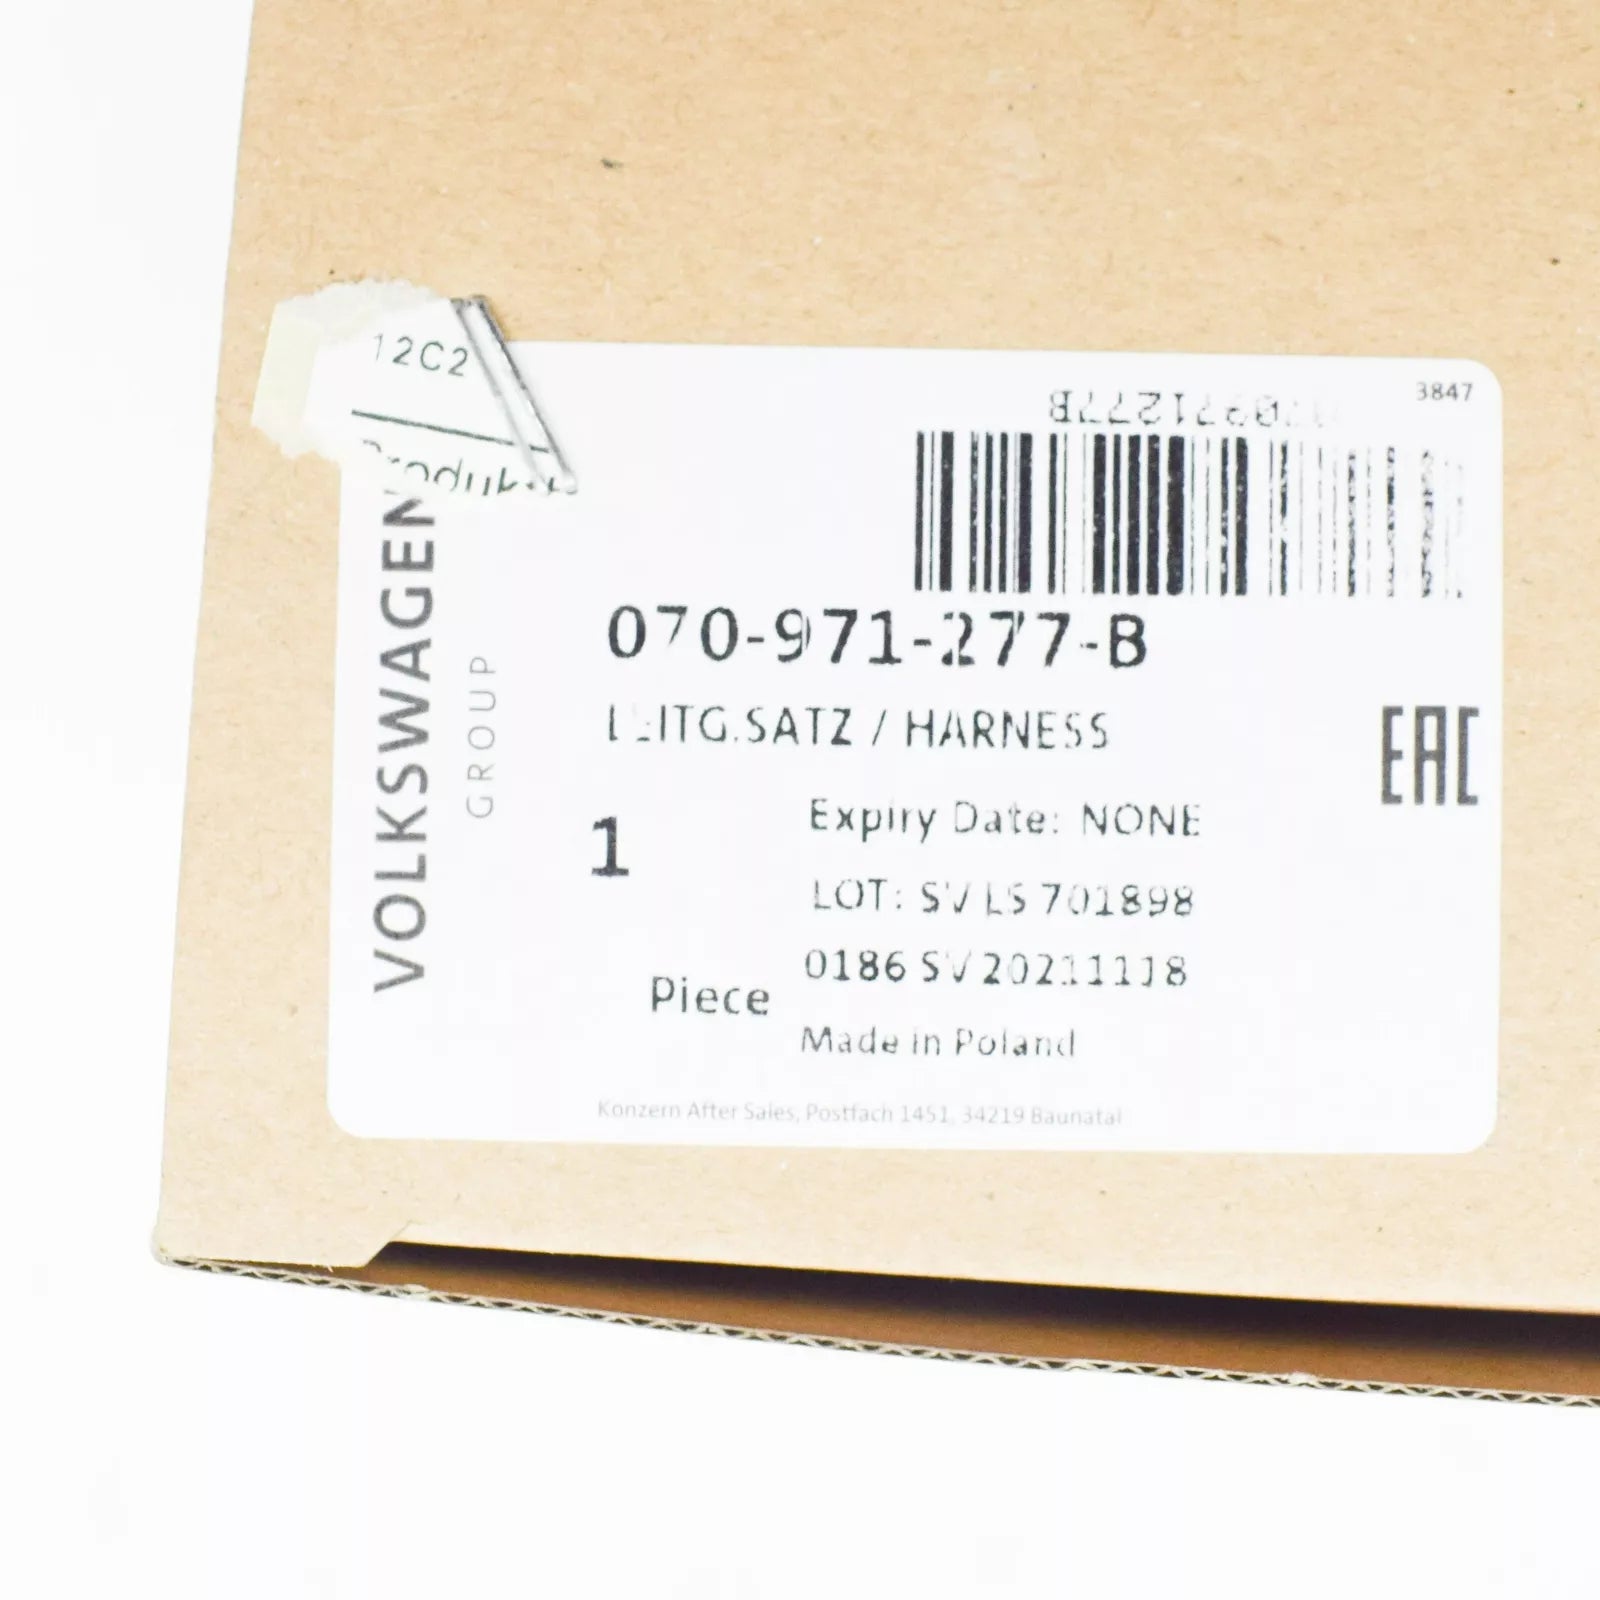 12C2
3847
070971277B
VOLKSWAGEN
GROUP
070-971-277-B
LEITG.SATZ / HARNESS
EAC
1
Piece
Expiry Date: NONE
LOT: SV LS 701898
0186 SV 20211118
Made in Poland
Konzern After Sales, Postfach 1451, 34219 Baunatal